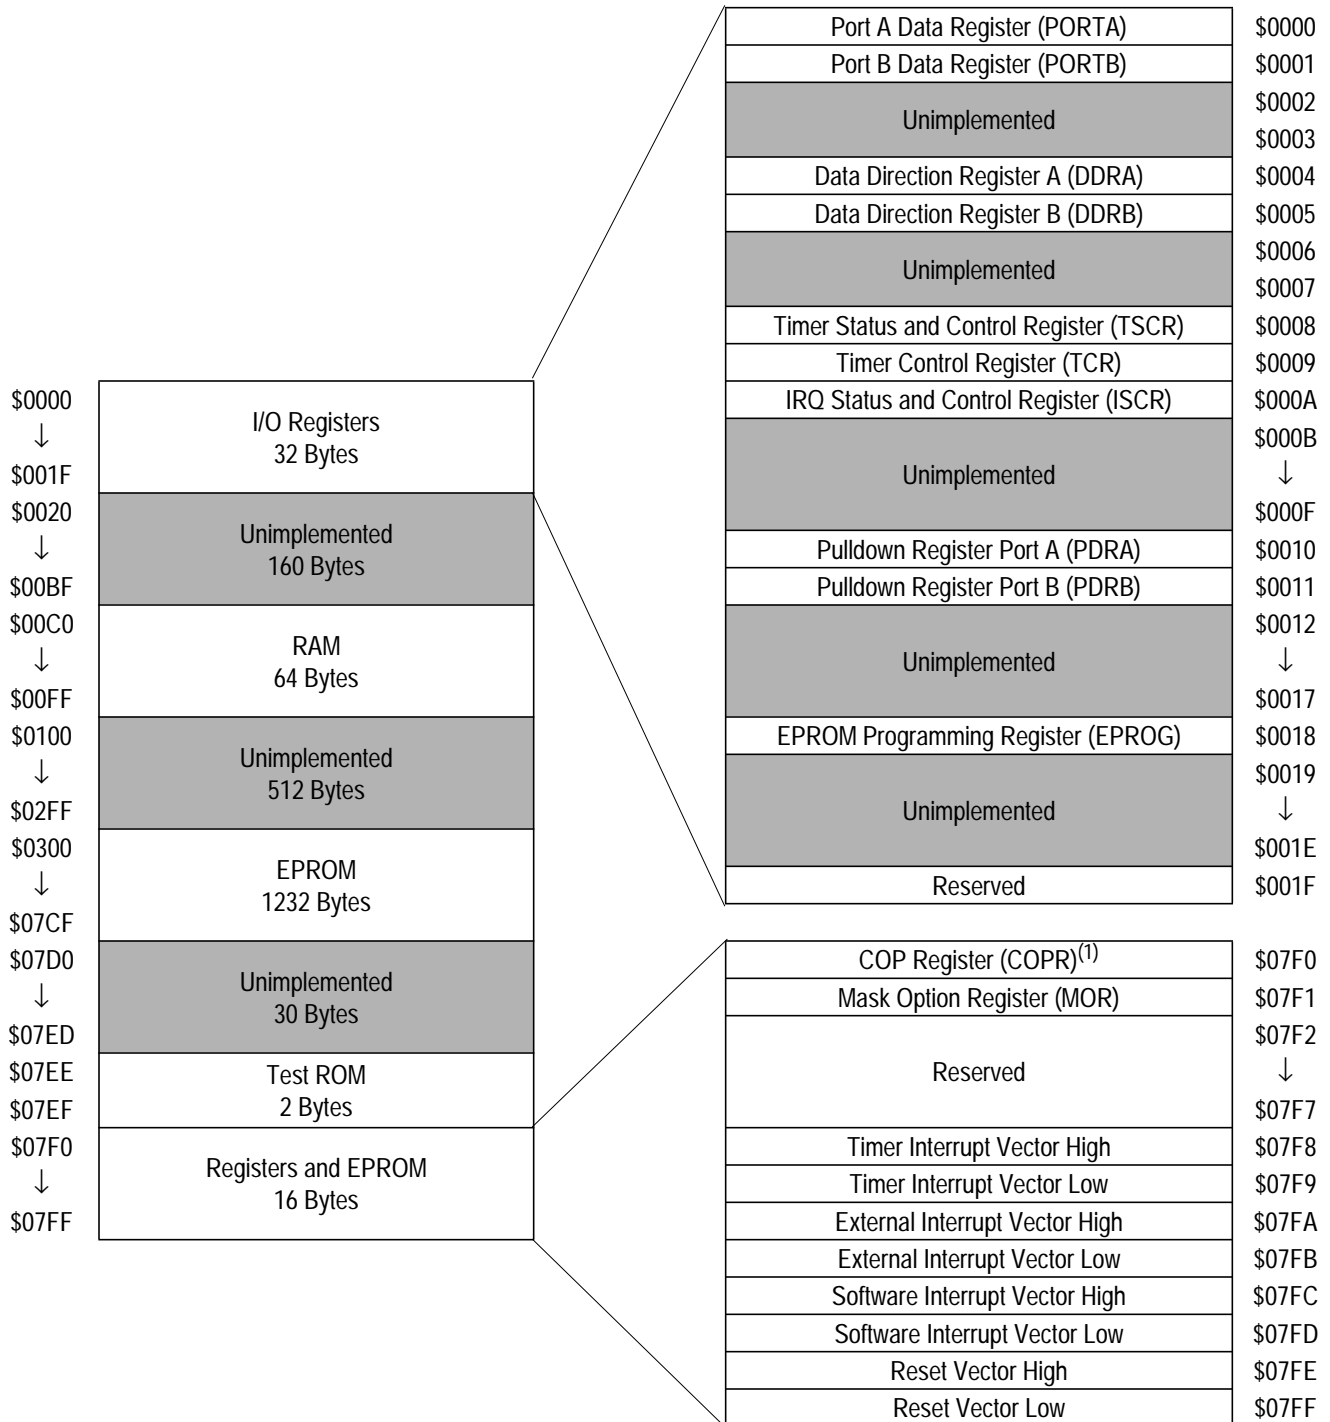 $0000
↓
$001F
I/O Registers
32 Bytes
$0020
↓
$00BF
Unimplemented
160 Bytes
$00C0
↓
$00FF
RAM
64 Bytes
$0100
↓
$02FF
Unimplemented
512 Bytes
$0300
↓
$07CF
EPROM
1232 Bytes
$07D0
↓
$07ED
Unimplemented
30 Bytes
$07EE
$07EF
Test ROM
2 Bytes
$07F0
↓
$07FF
Registers and EPROM
16 Bytes
Port A Data Register (PORTA) $0000
Port B Data Register (PORTB) $0001
Unimplemented
$0002
$0003
Data Direction Register A (DDRA) $0004
Data Direction Register B (DDRB) $0005
Unimplemented
$0006
$0007
Timer Status and Control Register (TSCR) $0008
Timer Control Register (TCR) $0009
IRQ Status and Control Register (ISCR) $000A
Unimplemented
$000B
↓
$000F
Pulldown Register Port A (PDRA) $0010
Pulldown Register Port B (PDRB) $0011
Unimplemented
$0012
↓
$0017
EPROM Programming Register (EPROG) $0018
Unimplemented
$0019
↓
$001E
Reserved $001F
COP Register (COPR)(1) $07F0
Mask Option Register (MOR) $07F1
Reserved
$07F2
↓
$07F7
Timer Interrupt Vector High $07F8
Timer Interrupt Vector Low $07F9
External Interrupt Vector High $07FA
External Interrupt Vector Low $07FB
Software Interrupt Vector High $07FC
Software Interrupt Vector Low $07FD
Reset Vector High $07FE
Reset Vector Low $07FF